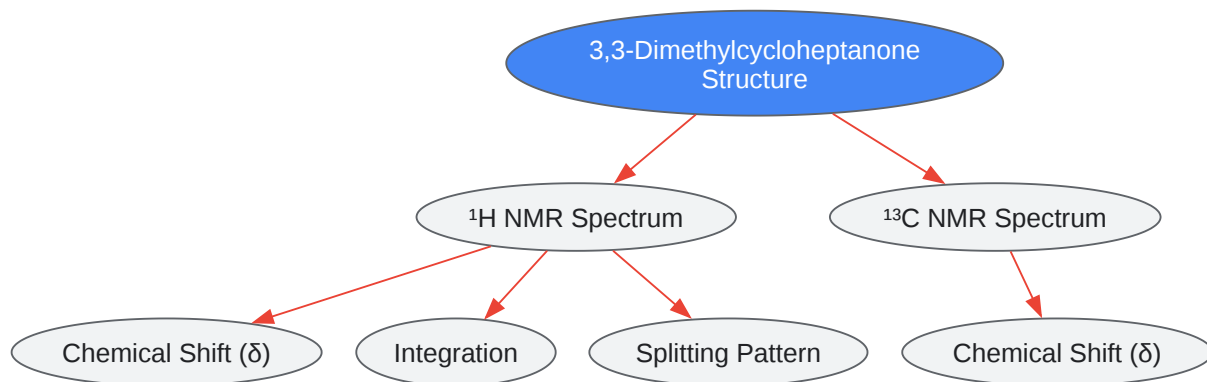 3,3-Dimethylcycloheptanone
Structure
¹H NMR Spectrum
¹³C NMR Spectrum
Chemical Shift (δ)
Integration
Splitting Pattern
Chemical Shift (δ)